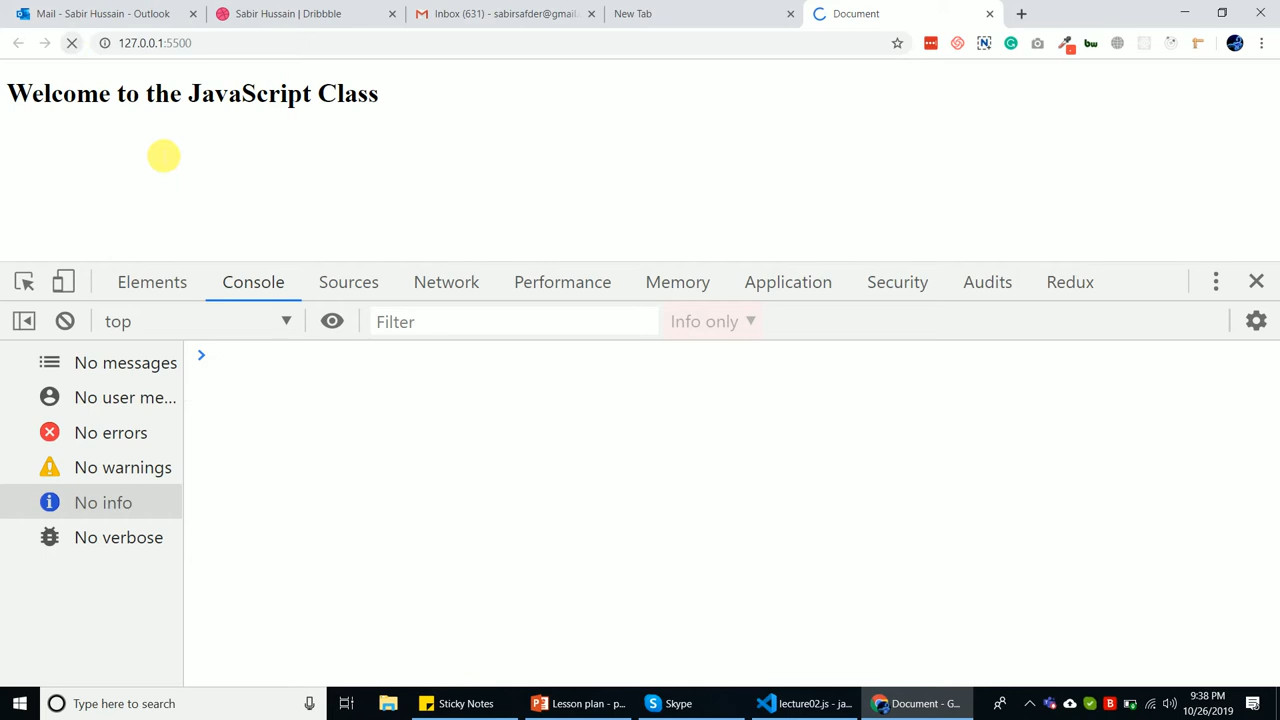 Mail - Sabir Hussain - Outlook
Sabir Hussain | Dribbble
Inbox (631) - sabirsafder@gmail.
New Tab
Document
127.0.0.1:5500
bw
Welcome to the JavaScript Class
Elements
Console
Sources
Network
Performance
Memory
Application
Security
Audits
Redux
top
Filter
Info only
No messages
No user me...
No errors
No warnings
No info
No verbose
Type here to search
Sticky Notes
Lesson plan - p...
Skype
lecture02.js - ja...
Document - G...
9:38 PM
10/26/2019